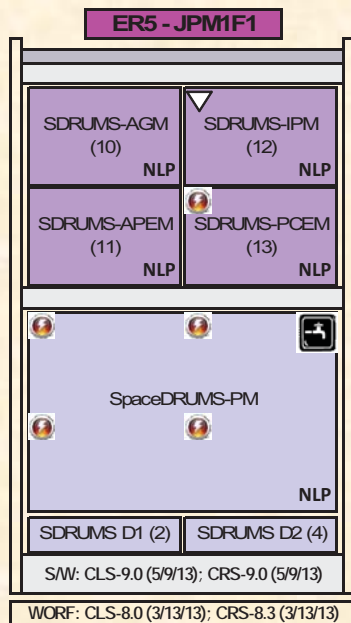 ER5 - JPM1F1
SDRUMS-AGM
(10)
NLP
SDRUMS-IPM
(12)
NLP
SDRUMS-APEM
(11)
NLP
SDRUMS-PCEM
(13)
NLP
SpaceDRUMS-PM
NLP
SDRUMS D1 (2)
SDRUMS D2 (4)
S/W: CLS-9.0 (5/9/13); CRS-9.0 (5/9/13)
WORF: CLS-8.0 (3/13/13); CRS-8.3 (3/13/13)